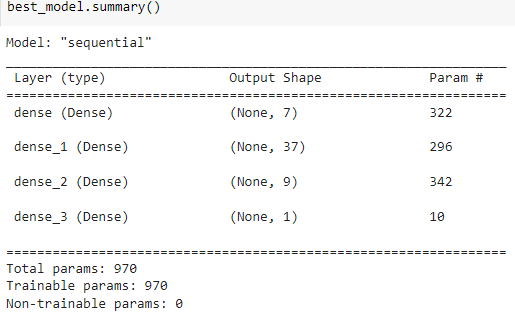 best_model.summary()
Model: "sequential"
_________________________________________________________________
Layer (type) Output Shape Param #
=================================================================
dense (Dense) (None, 7) 322
dense_1 (Dense) (None, 37) 296
dense_2 (Dense) (None, 9) 342
dense_3 (Dense) (None, 1) 10
=================================================================
Total params: 970
Trainable params: 970
Non-trainable params: 0